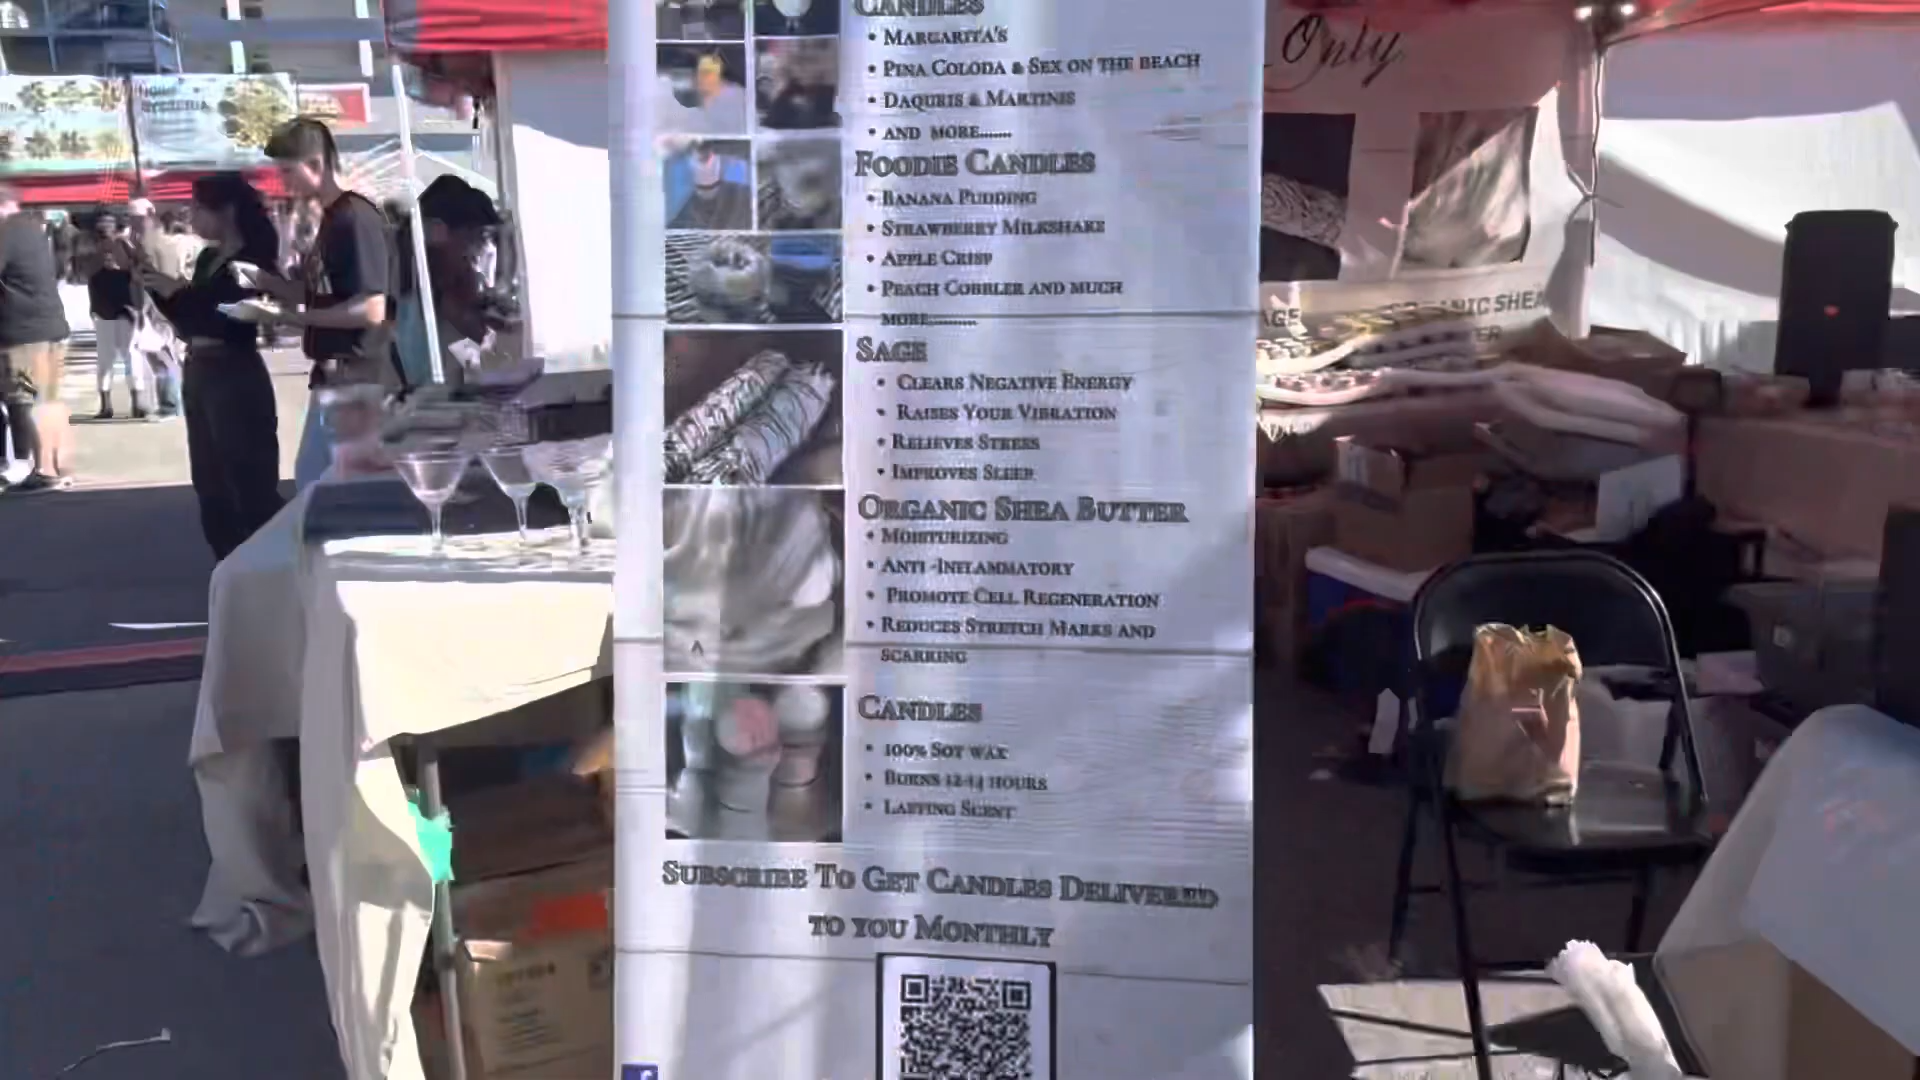 CANDLES
• MARGARITA'S
• PINA COLODA & SEX ON THE BEACH
• DAQURIS & MARTINIS
• AND MORE.......
FOODIE CANDLES
• BANANA PUDDING
• STRAWBERRY MILKSHAKE
• APPLE CRISP
• PEACH COBBLER AND MUCH
MORE..........
SAGE
• CLEARS NEGATIVE ENERGY
• RAISES YOUR VIBRATION
• RELIEVES STRESS
• IMPROVES SLEEP
ORGANIC SHEA BUTTER
• MOISTURIZING
• ANTI-INFLAMMATORY
• PROMOTE CELL REGENERATION
• REDUCES STRETCH MARKS AND
SCARRING
CANDLES
• 100% SOY WAX
• BURNS 12-14 HOURS
• LASTING SCENT
SUBSCRIBE TO GET CANDLES DELIVERED
TO YOU MONTHLY
Only
SHEA